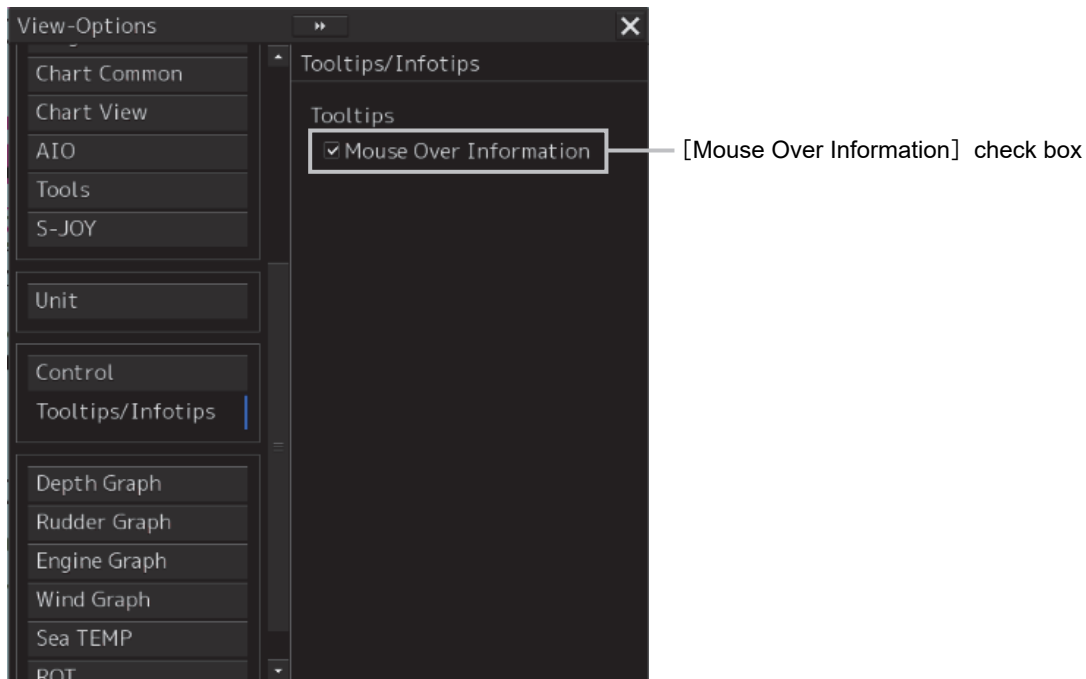 View-Options
Chart Common
Chart View
AIO
Tools
S-JOY
Unit
Control
Tooltips/Infotips
Depth Graph
Rudder Graph
Engine Graph
Wind Graph
Sea TEMP
ROT
Tooltips/Infotips
Tooltips
Mouse Over Information
［Mouse Over Information］ check box